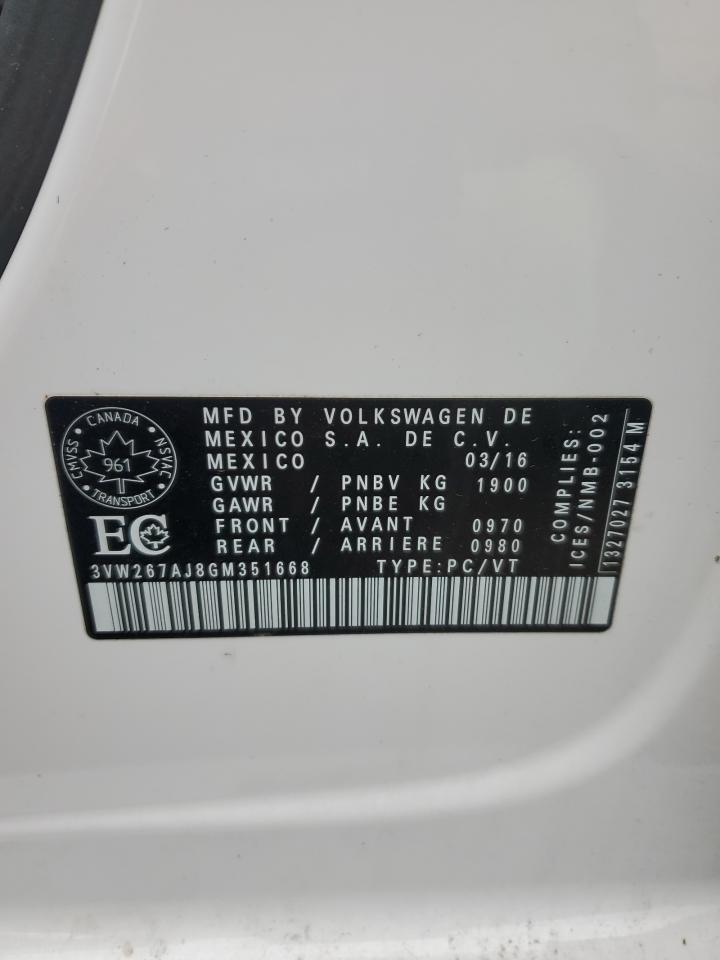 CANADA
CMVSS NSVAC
961
TRANSPORT
EC
MFD BY VOLKSWAGEN DE
MEXICO S.A. DE C.V.
MEXICO 03/16
GVWR / PNBV KG 1900
GAWR / PNBE KG
FRONT / AVANT 0970
REAR / ARRIERE 0980
3VW267AJ8GM351668 TYPE:PC/VT
COMPLIES:
ICES/NMB-002
1327027 3154 M